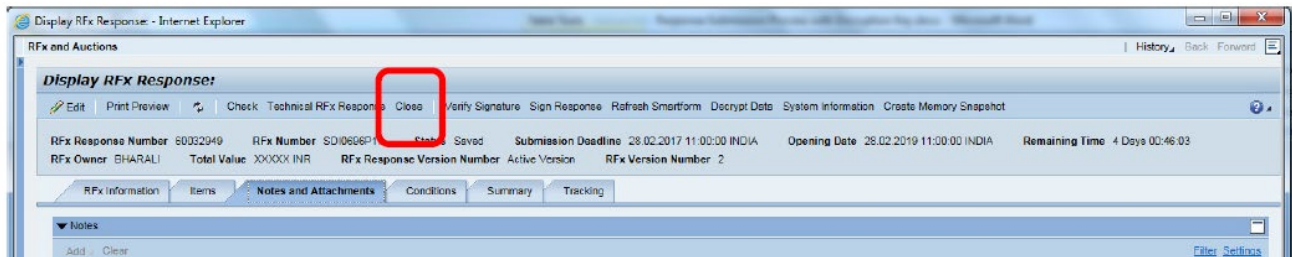 Display RFx Response: - Internet Explorer
RFx and Auctions History Back Forward
Display RFx Response:
Edit Print Preview Check Technical RFx Response Close Verify Signature Sign Response Refresh Smartform Decrypt Data System Information Create Memory Snapshot
RFx Response Number 60032949 RFx Number SDI0696P1 Status Saved Submission Deadline 28.02.2017 11:00:00 INDIA Opening Date 28.02.2019 11:00:00 INDIA Remaining Time 4 Days 00:46:03
RFx Owner BHARALI Total Value XXXXX INR RFx Response Version Number Active Version RFx Version Number 2
RFx Information Items Notes and Attachments Conditions Summary Tracking
Notes
Add Clear Filter Settings